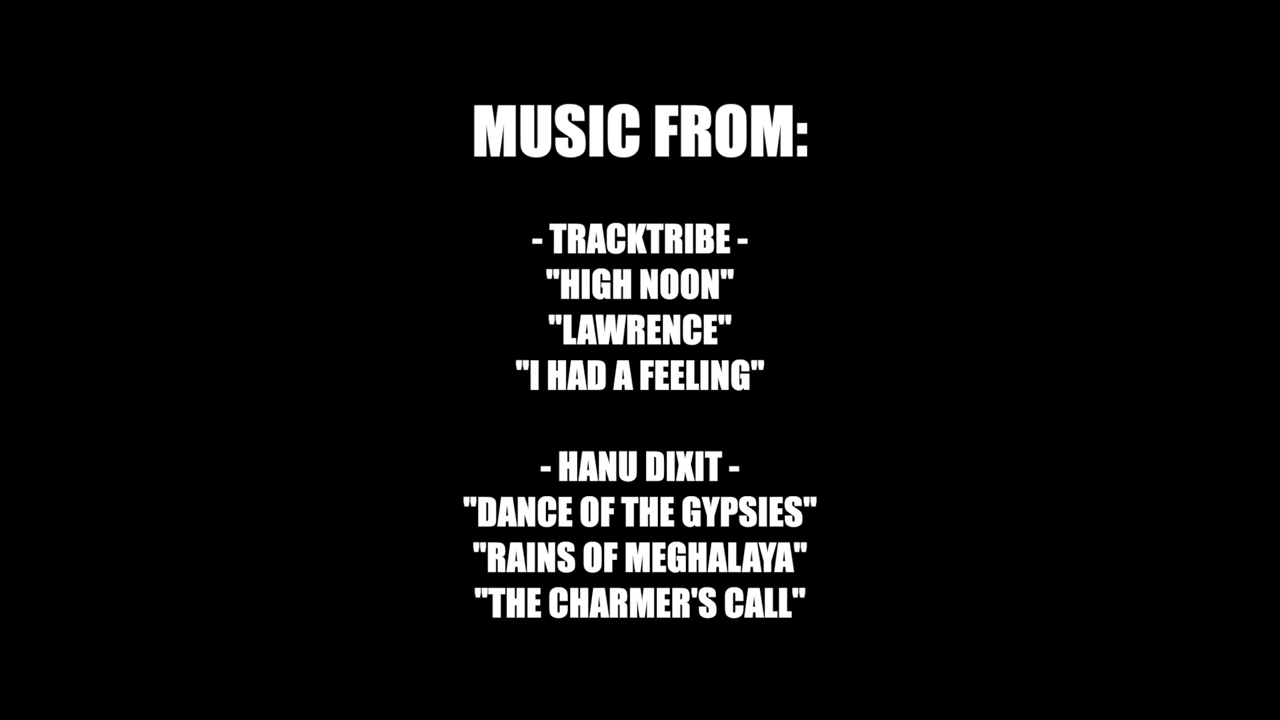 MUSIC FROM:
- TRACKTRIBE -
"HIGH NOON"
"LAWRENCE"
"I HAD A FEELING"
- HANU DIXIT -
"DANCE OF THE GYPSIES"
"RAINS OF MEGHALAYA"
"THE CHARMER'S CALL"